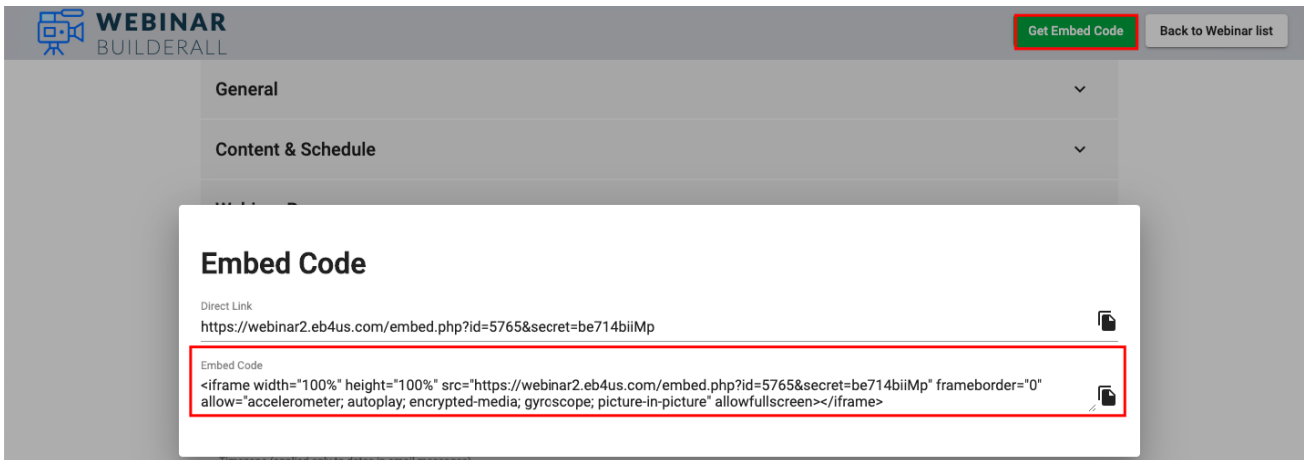 WEBINAR
BUILDERALL
Get Embed Code
Back to Webinar list
General
Content & Schedule
Embed Code
Direct Link
https://webinar2.eb4us.com/embed.php?id=5765&secret=be714biiMp
Embed Code
<iframe width="100%" height="100%" src="https://webinar2.eb4us.com/embed.php?id=5765&secret=be714biiMp" frameborder="0"
allow="accelerometer; autoplay; encrypted-media; gyroscope; picture-in-picture" allowfullscreen></iframe>